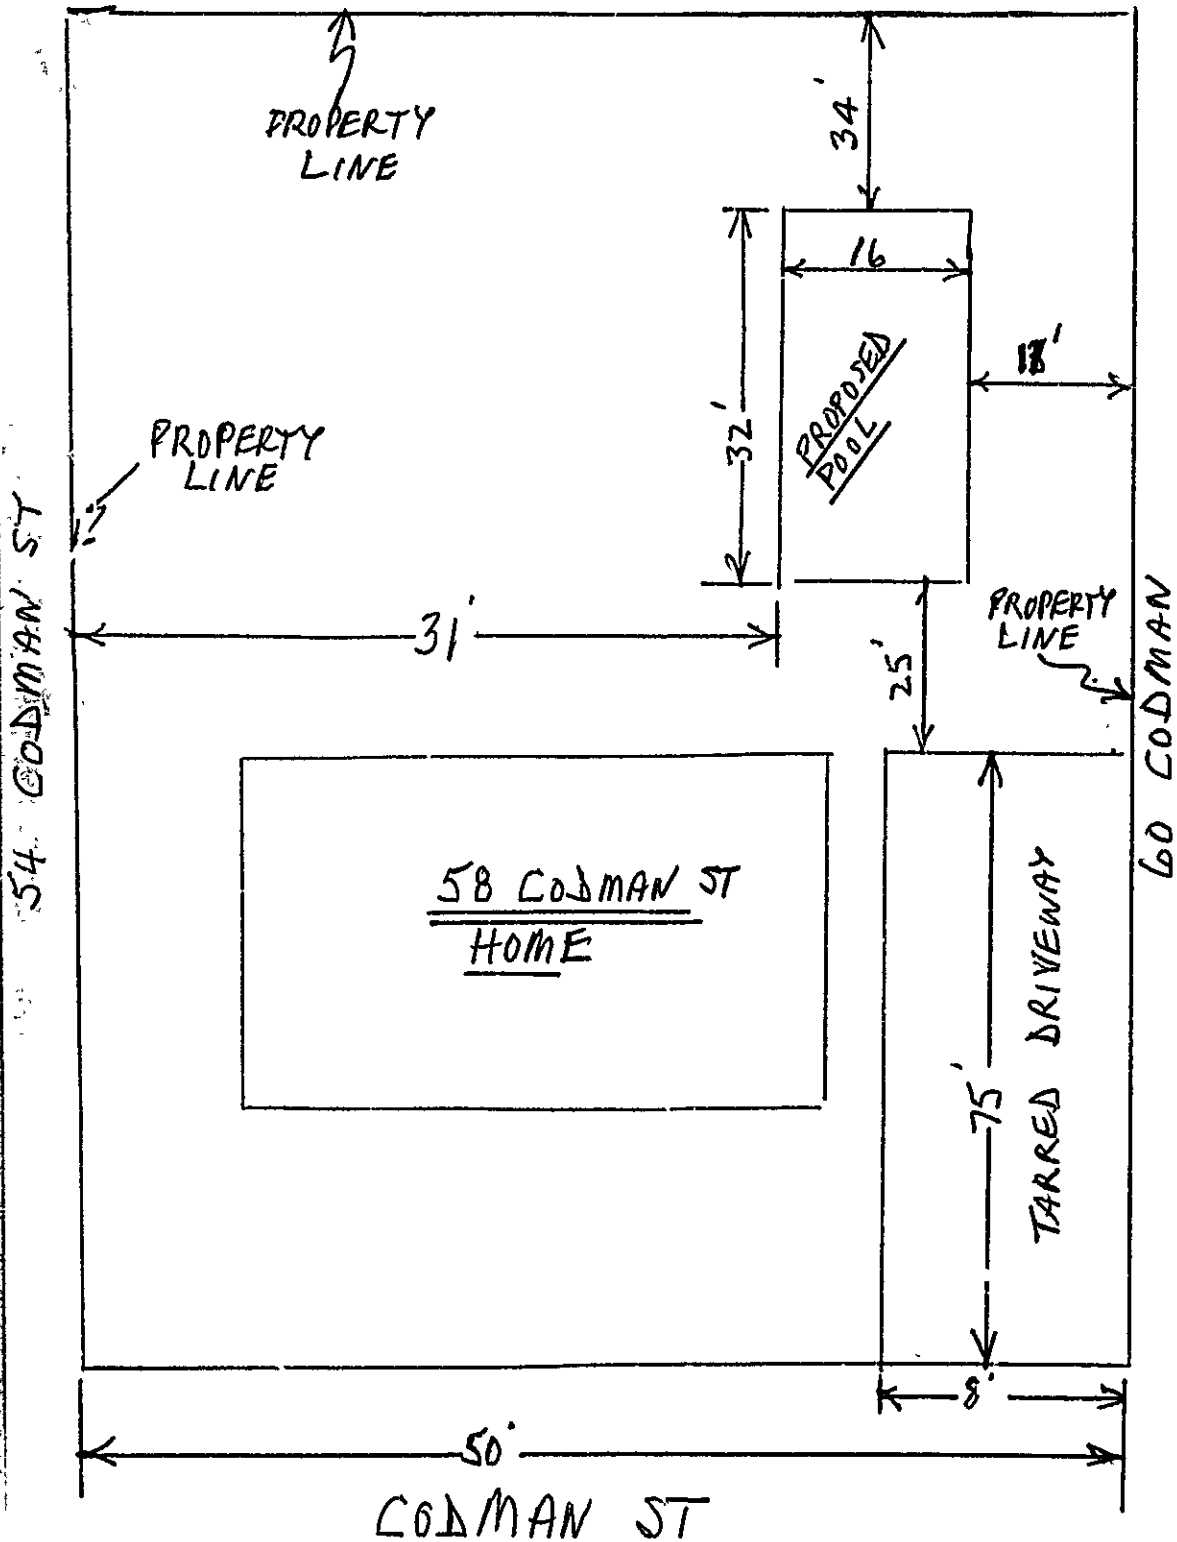 PROPERTY
LINE
34'
16
PROPOSED
POOL
32'
PROPERTY
LINE
54 CODMAN ST
31'
25'
PROPERTY
LINE
60 CODMAN
58 CODMAN ST
HOME
75'
TARRED DRIVEWAY
8'
50'
CODMAN ST